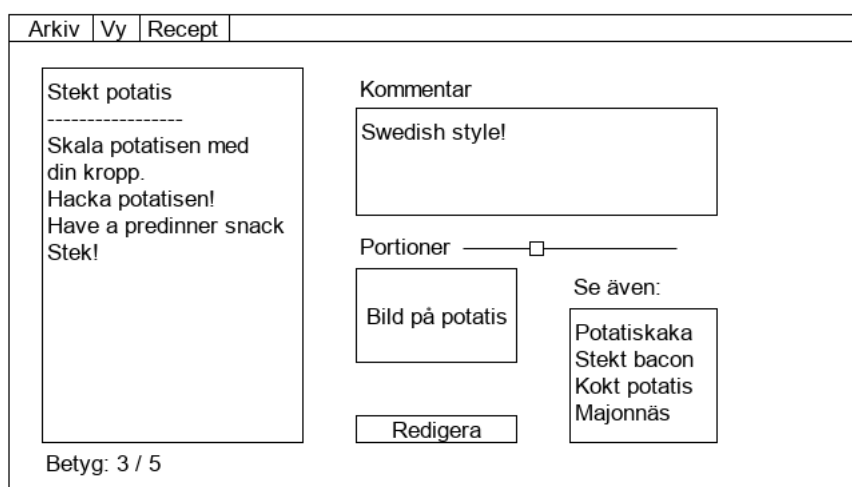 Arkiv Vy Recept
Stekt potatis
-----------------
Skala potatisen med
din kropp.
Hacka potatisen!
Have a predinner snack
Stek!
Betyg: 3 / 5
Kommentar
Swedish style!
Portioner
Bild på potatis
Redigera
Se även:
Potatiskaka
Stekt bacon
Kokt potatis
Majonnäs